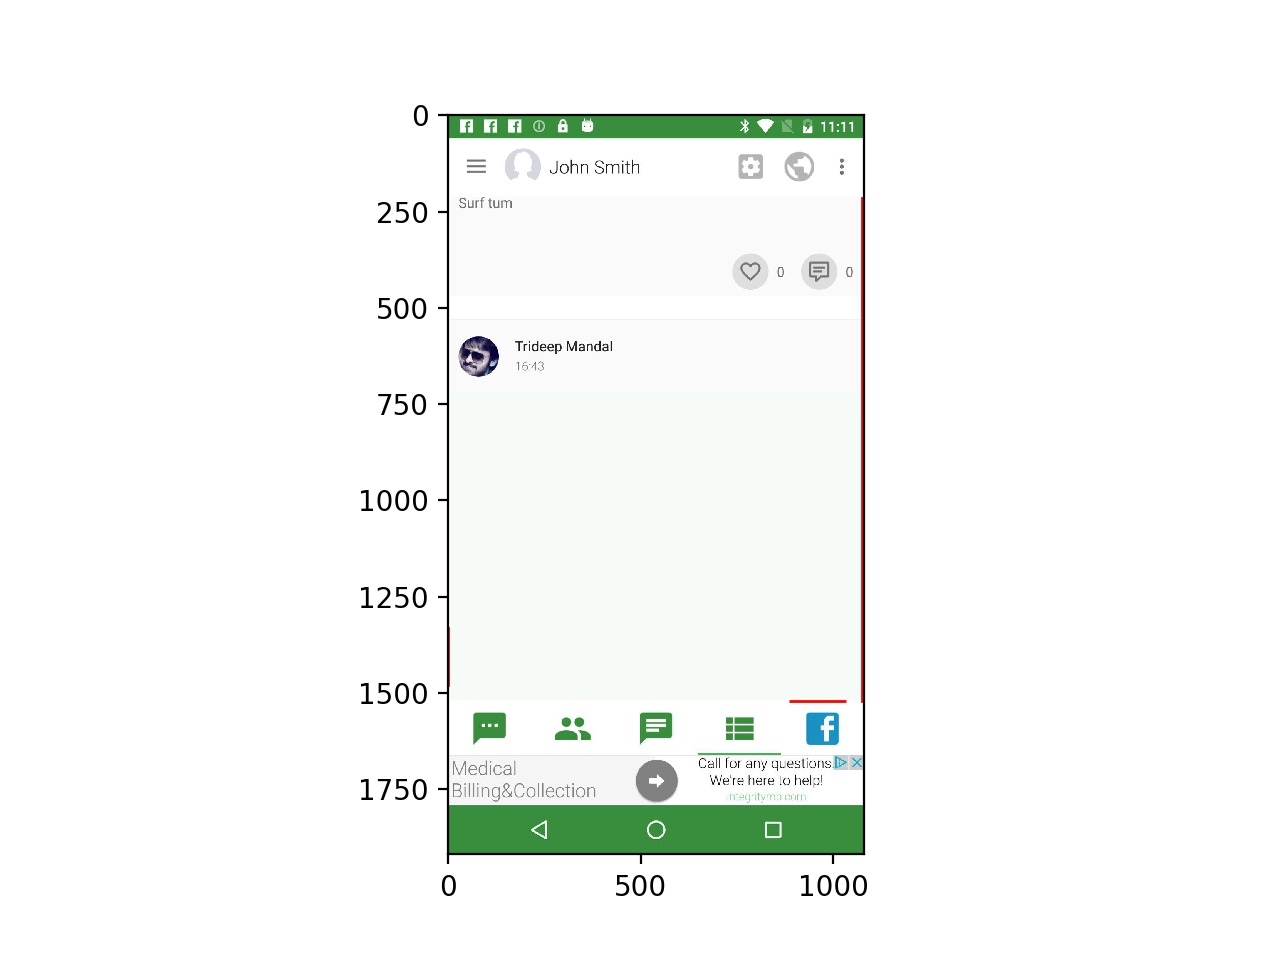 0
250
500
750
1000
1250
1500
1750
0 500 1000
11:11
John Smith
Surf tum
0 0
Trideep Mandal
16:43
Medical
Billing&Collection
Call for any questions
We're here to help!
integritymb.com